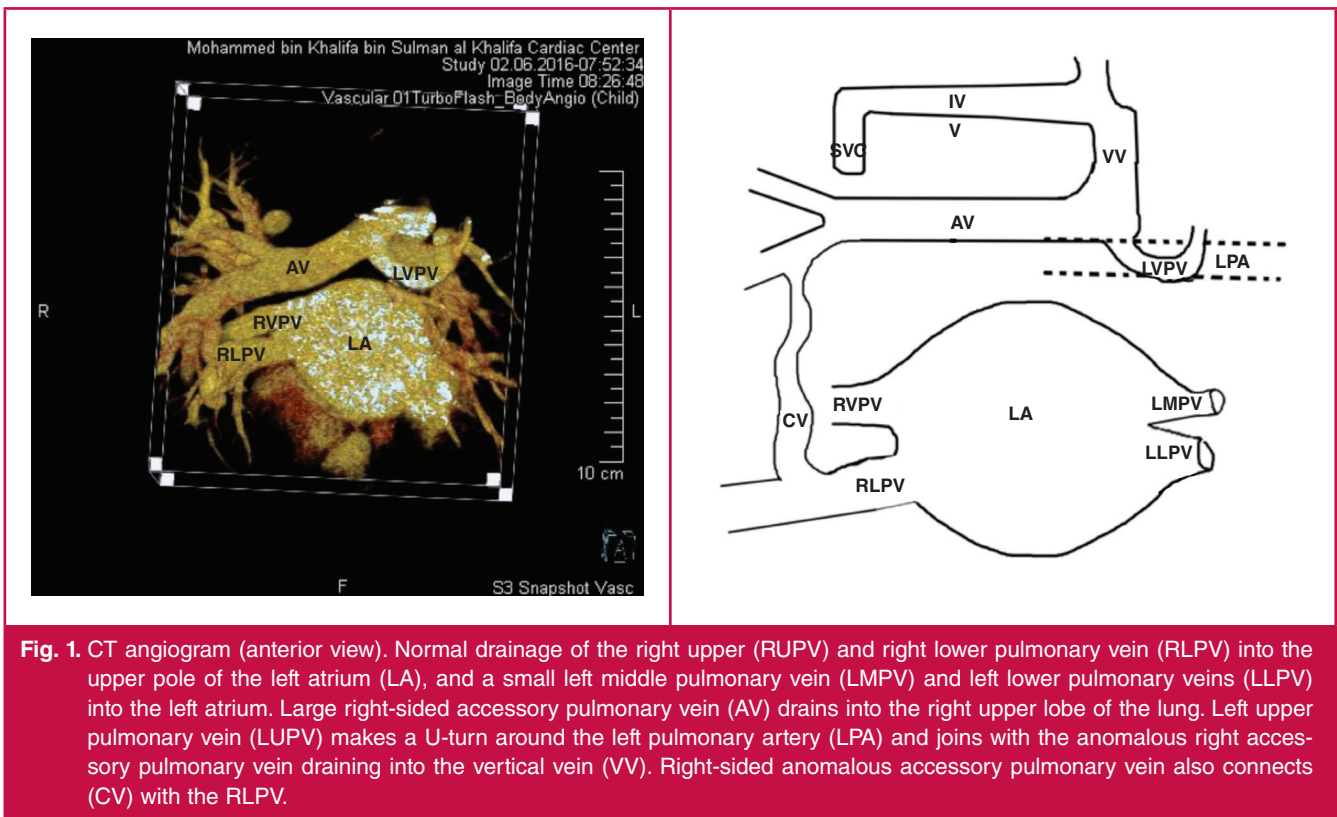 Mohammed bin Khalifa bin Sulman al Khalifa Cardiac Center
Study 02.06.2016-07:52:34
Image Time 08:26:48
Vascular 01TurboFlash_BodyAngio (Child)
AV
LVPV
RVPV
LA
RLPV
R
L
10 cm
A
F
S3 Snapshot Vasc
IV
V
SVC
VV
AV
LVPV
LPA
CV
RVPV
LA
LMPV
LLPV
RLPV
Fig. 1. CT angiogram (anterior view). Normal drainage of the right upper (RUPV) and right lower pulmonary vein (RLPV) into the
upper pole of the left atrium (LA), and a small left middle pulmonary vein (LMPV) and left lower pulmonary veins (LLPV)
into the left atrium. Large right-sided accessory pulmonary vein (AV) drains into the right upper lobe of the lung. Left upper
pulmonary vein (LUPV) makes a U-turn around the left pulmonary artery (LPA) and joins with the anomalous right acces-
sory pulmonary vein draining into the vertical vein (VV). Right-sided anomalous accessory pulmonary vein also connects
(CV) with the RLPV.